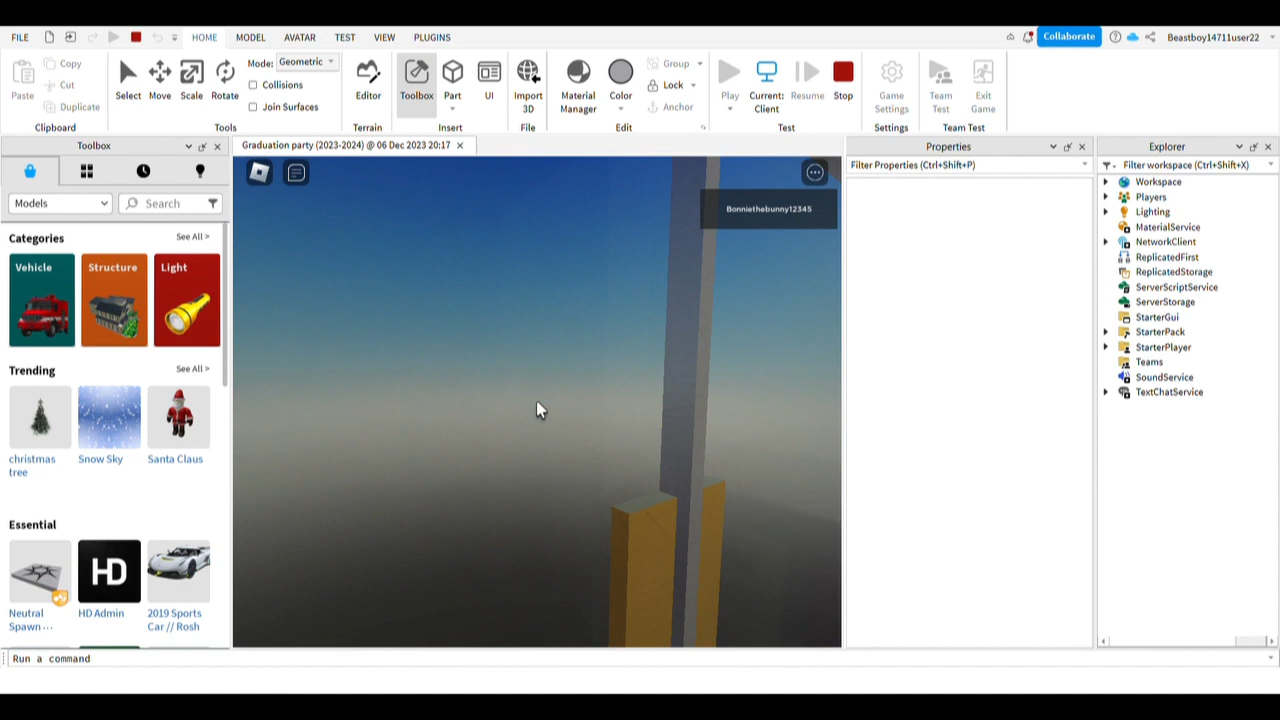 FILE HOME MODEL AVATAR TEST VIEW PLUGINS Collaborate Beastboy14711user22
Paste Copy Cut Duplicate Clipboard
Select Move Scale Rotate Mode: Geometric Collisions Join Surfaces Tools
Editor Terrain
Toolbox Part UI Insert
Import 3D File
Material Manager Color Group Lock Anchor Edit
Play Current: Client Resume Stop Test
Game Settings Settings
Team Test Exit Game Team Test
Toolbox
Models Search
Categories See All >
Vehicle Structure Light
Trending See All >
christmas tree Snow Sky Santa Claus
Essential
HD
Neutral Spawn ... HD Admin 2019 Sports Car // Rosh
Graduation party (2023-2024) @ 06 Dec 2023 20:17
Bonniethebunny12345
Properties
Filter Properties (Ctrl+Shift+P)
Explorer
Filter workspace (Ctrl+Shift+X)
Workspace
Players
Lighting
MaterialService
NetworkClient
ReplicatedFirst
ReplicatedStorage
ServerScriptService
ServerStorage
StarterGui
StarterPack
StarterPlayer
Teams
SoundService
TextChatService
Run a command